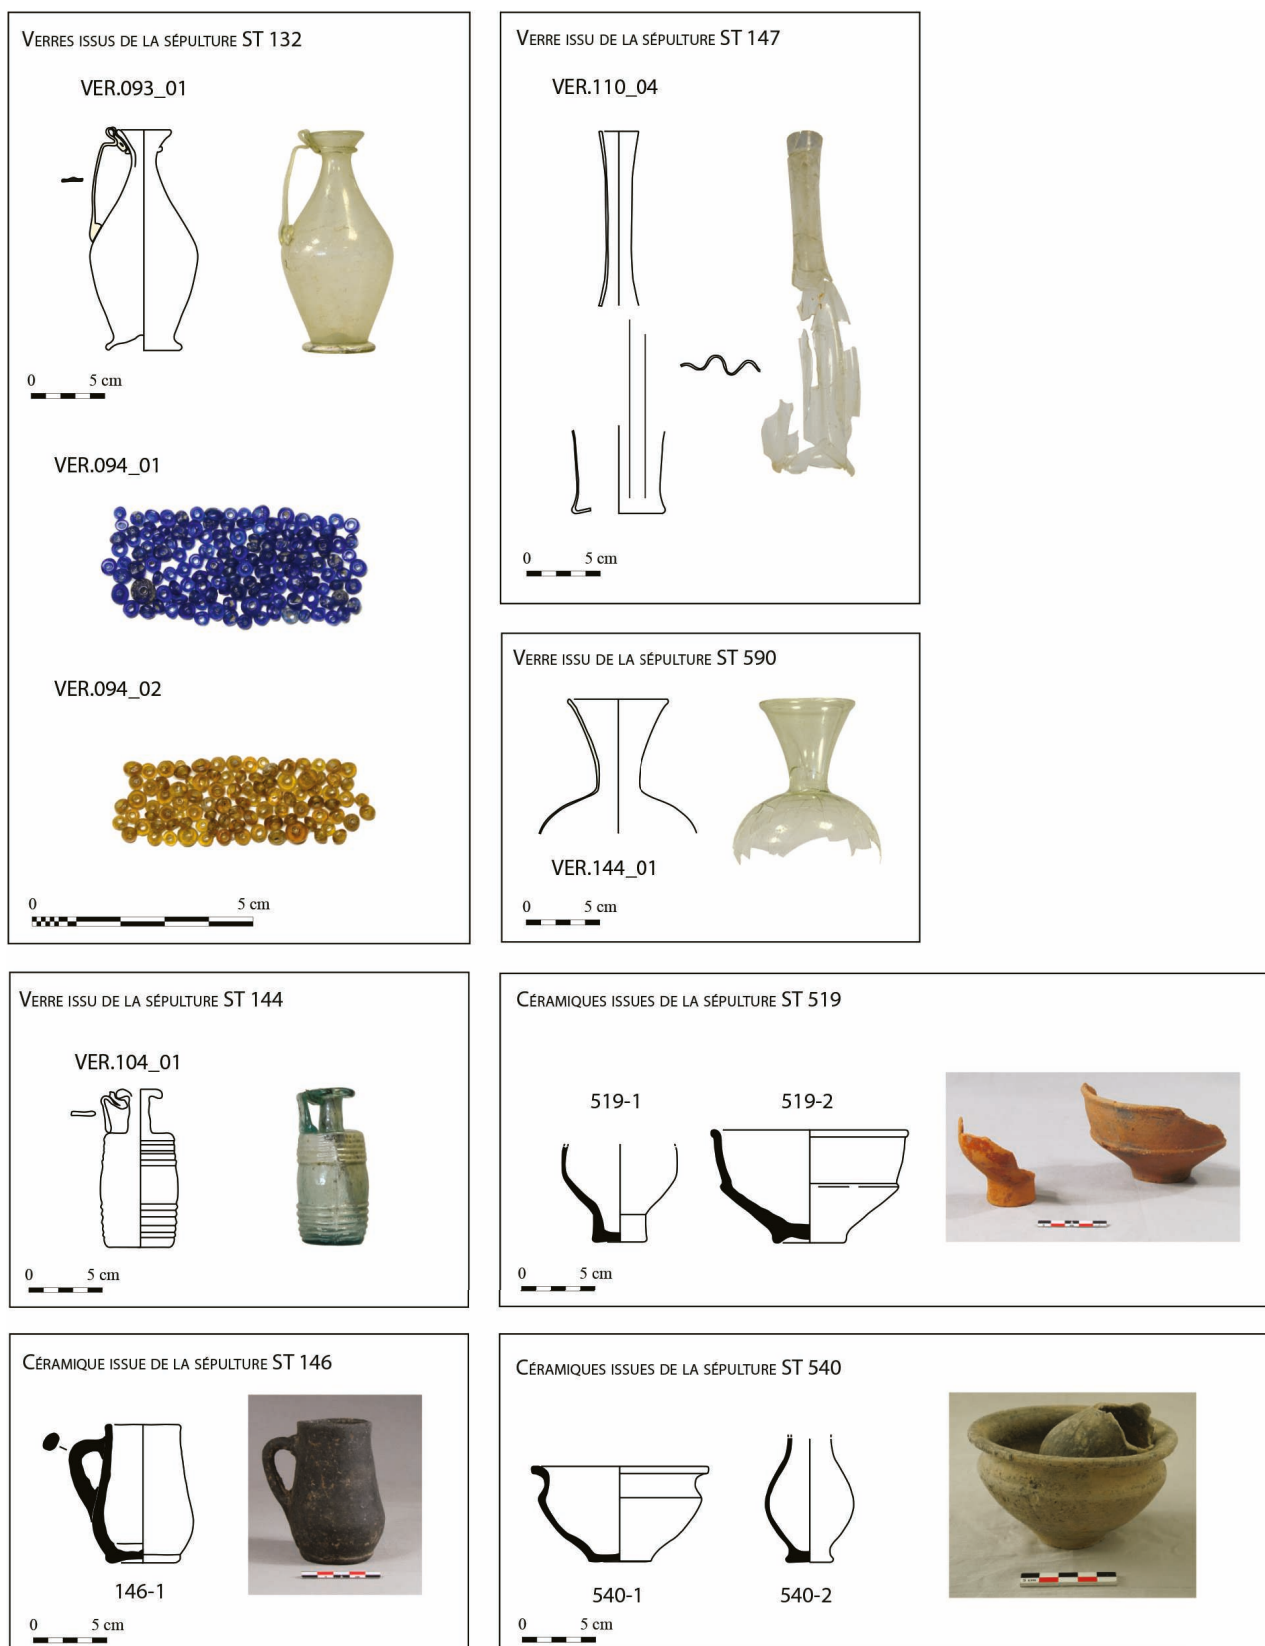 VERRES ISSUS DE LA SÉPULTURE ST 132
VER.093_01
0 5 cm
VER.094_01
VER.094_02
0 5 cm
VERRE ISSU DE LA SÉPULTURE ST 147
VER.110_04
0 5 cm
VERRE ISSU DE LA SÉPULTURE ST 590
VER.144_01
0 5 cm
VERRE ISSU DE LA SÉPULTURE ST 144
VER.104_01
0 5 cm
CÉRAMIQUES ISSUES DE LA SÉPULTURE ST 519
519-1 519-2
0 5 cm
CÉRAMIQUE ISSUE DE LA SÉPULTURE ST 146
146-1
0 5 cm
CÉRAMIQUES ISSUES DE LA SÉPULTURE ST 540
540-1 540-2
0 5 cm